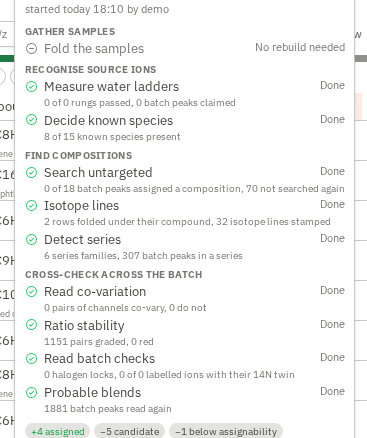 started today 18:10 by demo
GATHER SAMPLES
Fold the samples No rebuild needed
RECOGNISE SOURCE IONS
Measure water ladders Done
0 of 0 rungs passed, 0 batch peaks claimed
Decide known species Done
8 of 15 known species present
FIND COMPOSITIONS
Search untargeted Done
0 of 18 batch peaks assigned a composition, 70 not searched again
Isotope lines Done
2 rows folded under their compound, 32 isotope lines stamped
Detect series Done
6 series families, 307 batch peaks in a series
CROSS-CHECK ACROSS THE BATCH
Read co-variation Done
0 pairs of channels co-vary, 0 do not
Ratio stability Done
1151 pairs graded, 0 red
Read batch checks Done
0 halogen locks, 0 of 0 labelled ions with their 14N twin
Probable blends Done
1881 batch peaks read again
+4 assigned −5 candidate −1 below assignability